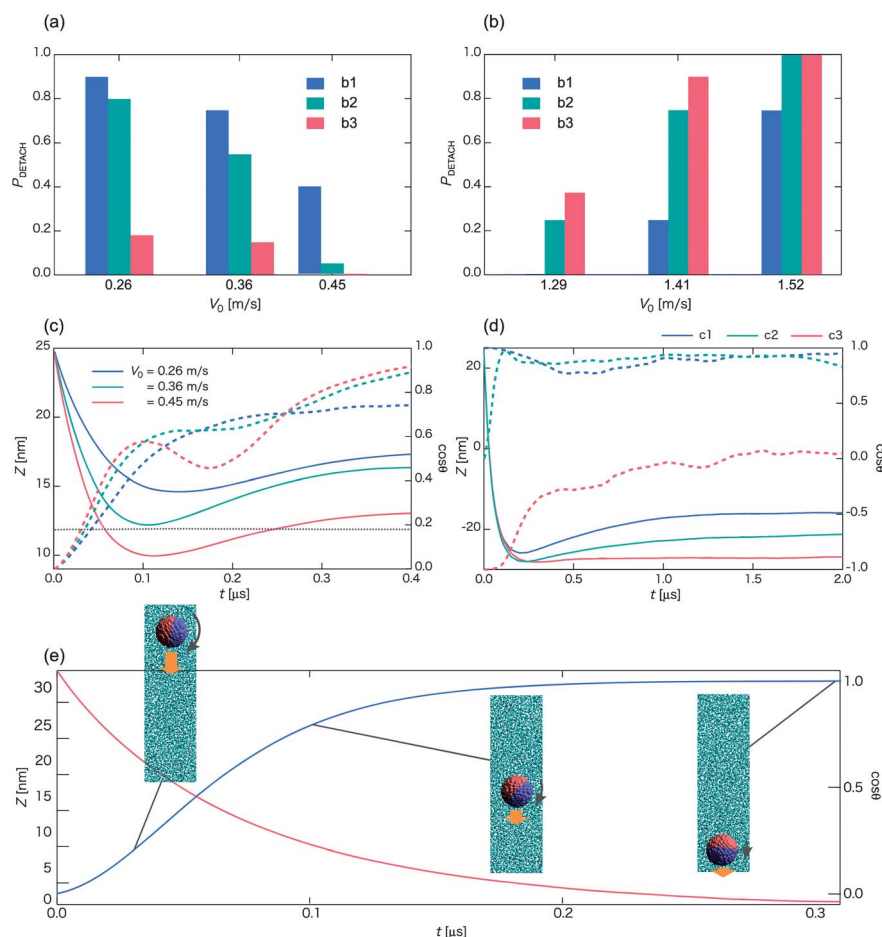 (a)
1.0
0.8
0.6
0.4
0.2
0.0
P_DETACH
b1
b2
b3
0.26
0.36
0.45
V₀ [m/s]
(b)
1.0
0.8
0.6
0.4
0.2
0.0
P_DETACH
b1
b2
b3
1.29
1.41
1.52
V₀ [m/s]
(c)
25
20
15
10
Z [nm]
V₀ = 0.26 m/s
= 0.36 m/s
= 0.45 m/s
1.0
0.8
0.6
0.4
0.2
0.0
cosθ
0.0
0.1
0.2
0.3
0.4
t [μs]
(d)
c1
c2
c3
20
0
-20
Z [nm]
1.0
0.5
0.0
-0.5
-1.0
cosθ
0.0
0.5
1.0
1.5
2.0
t [μs]
(e)
30
25
20
15
10
5
0
Z [nm]
1.0
0.5
0.0
cosθ
0.0
0.1
0.2
0.3
t [μs]